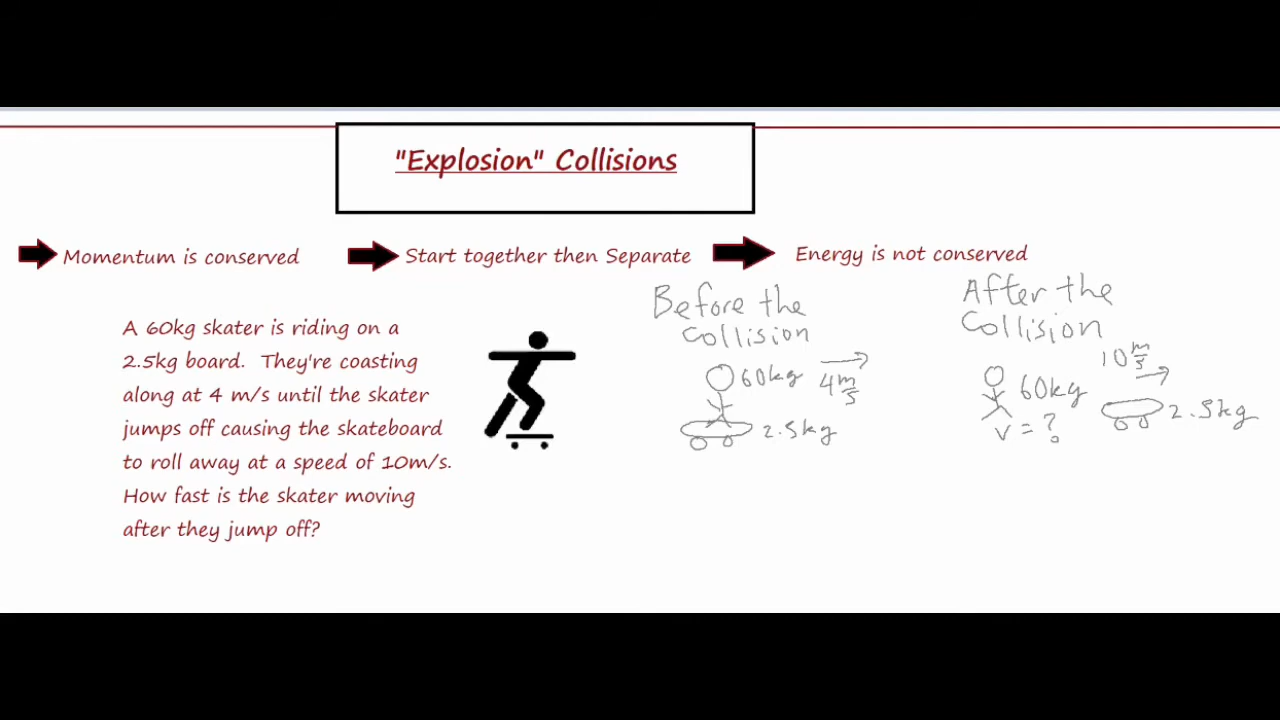 "Explosion" Collisions
Momentum is conserved
Start together then Separate
Energy is not conserved
A 60kg skater is riding on a
2.5kg board. They're coasting
along at 4 m/s until the skater
jumps off causing the skateboard
to roll away at a speed of 10m/s.
How fast is the skater moving
after they jump off?
Before the
Collision
60kg
4 m/s
2.5kg
After the
Collision
10 m/s
60kg
2.5kg
V = ?